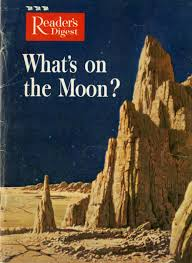 Reader's
Digest
What's on
the Moon?